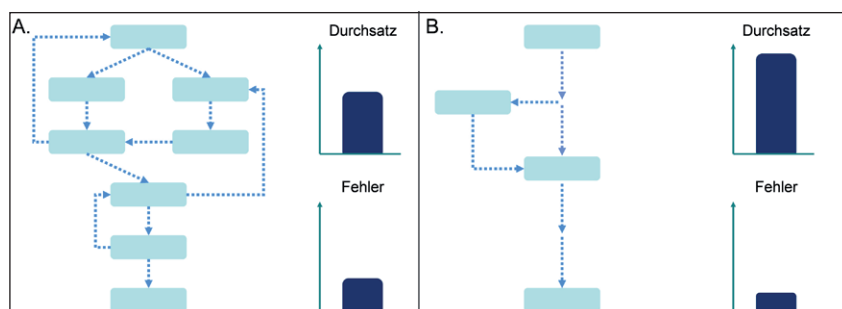 A.
Durchsatz
Fehler
B.
Durchsatz
Fehler